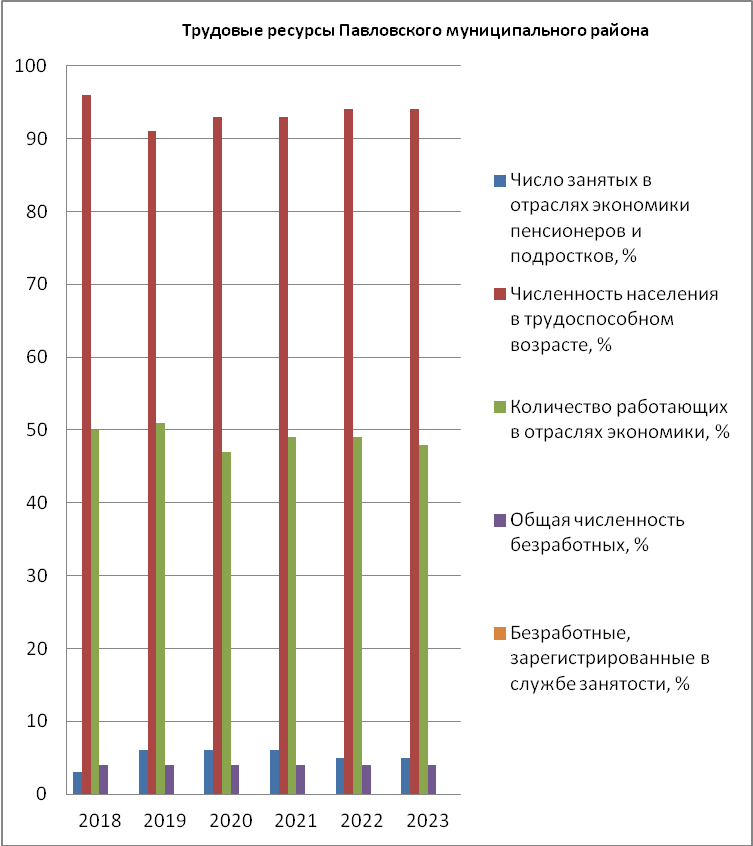 Трудовые ресурсы Павловского муниципального района
100
90
80
70
60
50
40
30
20
10
0
2018 2019 2020 2021 2022 2023
Число занятых в
отраслях экономики
пенсионеров и
подростков, %
Численность населения
в трудоспособном
возрасте, %
Количество работающих
в отраслях экономики, %
Общая численность
безработных, %
Безработные,
зарегистрированные в
службе занятости, %